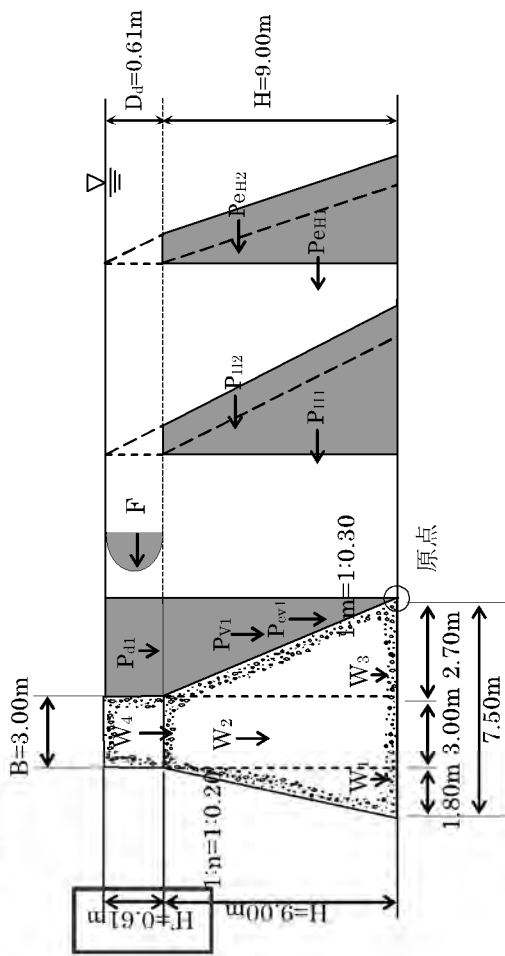 Dd=0.61m
H=9.00m
PeH2
PeH1
PH2
PH1
F
Pd1
PV1
Pev1
1:m=1:0.30
原点
B=3.00m
W4
W2
W3
W1
1:n=1:0.20
H'=0.61m
H=9.00m
1.80m 3.00m 2.70m
7.50m